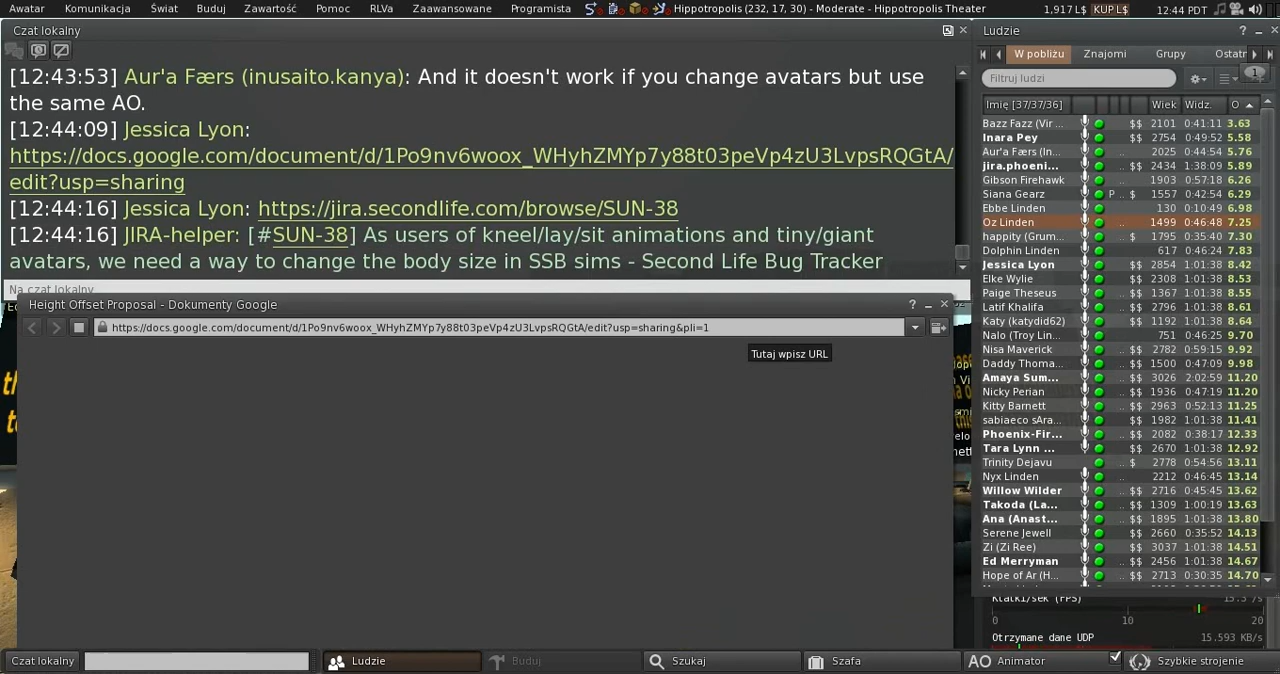 Awatar Komunikacja Świat Buduj Zawartość Pomoc RLVa Zaawansowane Programista Hippotropolis (232, 17, 30) - Moderate - Hippotropolis Theater 1,917 L$ KUP L$ 12:44 PDT
Czat lokalny
[12:43:53] Aur'a Færs (inusaito.kanya): And it doesn't work if you change avatars but use
the same AO.
[12:44:09] Jessica Lyon:
https://docs.google.com/document/d/1Po9nv6woox_WHyhZMYp7y88t03peVp4zU3LvpsRQGtA/
edit?usp=sharing
[12:44:16] Jessica Lyon: https://jira.secondlife.com/browse/SUN-38
[12:44:16] JIRA-helper: [#SUN-38] As users of kneel/lay/sit animations and tiny/giant
avatars, we need a way to change the body size in SSB sims - Second Life Bug Tracker
Na czat lokalny
Height Offset Proposal - Dokumenty Google
https://docs.google.com/document/d/1Po9nv6woox_WHyhZMYp7y88t03peVp4zU3LvpsRQGtA/edit?usp=sharing&pli=1
Tutaj wpisz URL
Ludzie
W pobliżu Znajomi Grupy Ostatn
Filtruj ludzi
1
Imię [37/37/36] Wiek Widz. O
Bazz Fazz (Vir ... $$ 2101 0:41:11 3.63
Inara Pey $$ 2754 0:49:52 5.58
Aur'a Færs (In... .. 2025 0:44:54 5.76
jira.phoeni... .. $$ 2434 1:38:09 5.89
Gibson Firehawk .. 1903 0:57:18 6.26
Siana Gearz P .. $ 1557 0:42:54 6.29
Ebbe Linden 130 0:10:49 6.98
Oz Linden 1499 0:46:48 7.25
happity (Grum... .. $ 1795 0:35:40 7.30
Dolphin Linden 617 0:46:24 7.83
Jessica Lyon .. $$ 2854 1:01:38 8.42
Elke Wylie .. $$ 2308 1:01:38 8.53
Paige Theseus .. $$ 1367 1:01:38 8.55
Latif Khalifa .. $$ 2796 1:01:38 8.61
Katy (katydid62) .. $$ 1192 1:01:38 8.64
Nalo (Troy Lin... 751 0:46:25 9.70
Nisa Maverick .. $$ 2782 0:59:15 9.92
Daddy Thoma... .. $$ 1500 0:47:09 9.98
Amaya Sum... .. $$ 3026 2:02:59 11.20
Nicky Perian .. $$ 1936 0:47:19 11.20
Kitty Barnett .. $$ 2963 0:52:13 11.25
sabiaeco sAra... .. $$ 1982 1:01:38 11.41
Phoenix-Fir... .. $$ 2082 0:38:17 12.33
Tara Lynn ... .. $$ 2670 1:01:38 12.92
Trinity Dejavu .. $ 2778 0:54:56 13.11
Nyx Linden .. 2212 0:46:45 13.14
Willow Wilder .. $$ 2716 0:45:45 13.62
Takoda (La... .. $$ 1309 1:00:19 13.63
Ana (Anast... .. $$ 1895 1:01:38 13.80
Serene Jewell .. $$ 2660 0:35:52 14.13
Zi (Zi Ree) .. $$ 3037 1:01:38 14.51
Ed Merryman .. $$ 2456 1:01:38 14.67
Hope of Ar (H... .. $$ 2713 0:30:35 14.70
Klatki/sek (FPS) 15.3 /s
0 10 20
Otrzymane dane UDP 15.593 KB/s
Czat lokalny Ludzie Buduj Szukaj Szafa AO Animator Szybkie strojenie